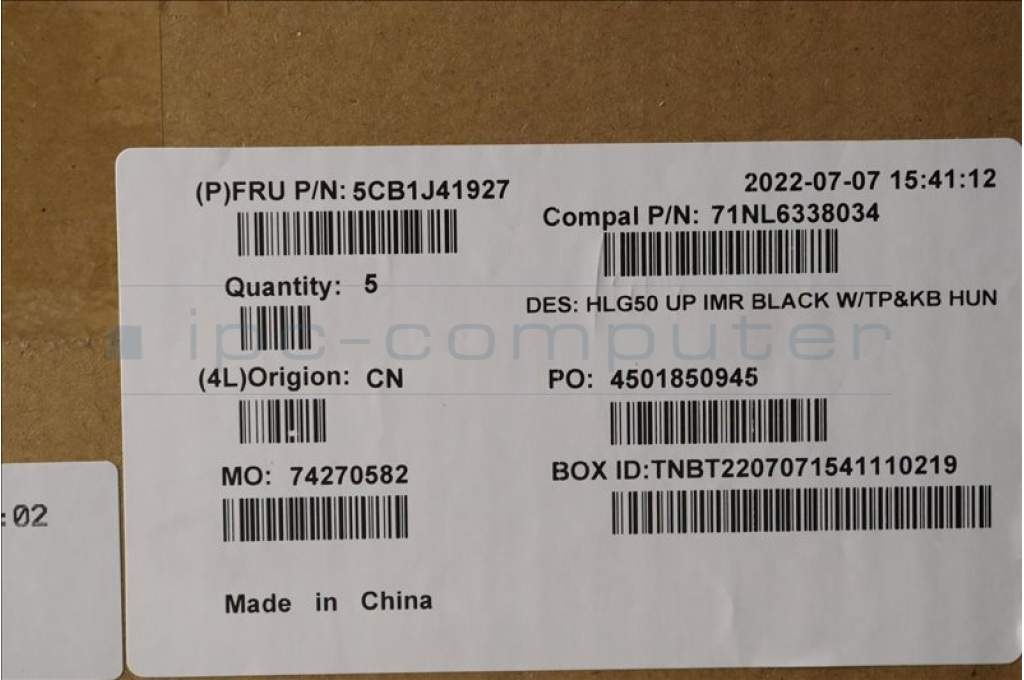 (P)FRU P/N: 5CB1J41927
2022-07-07 15:41:12
Compal P/N: 71NL6338034
Quantity: 5
DES: HLG50 UP IMR BLACK W/TP&KB HUN
ipc-computer
(4L)Origion: CN
PO: 4501850945
MO: 74270582
BOX ID:TNBT2207071541110219
:02
Made in China